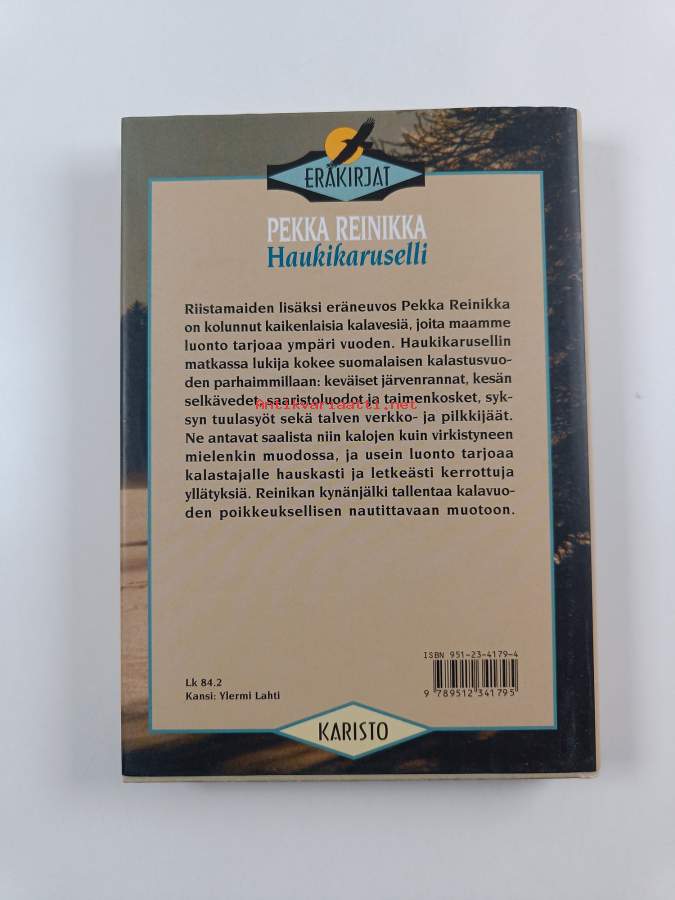 ERÄKIRJAT
PEKKA REINIKKA
Haukikaruselli
Riistamaiden lisäksi eräneuvos Pekka Reinikka
on kolunnut kaikenlaisia kalavesiä, joita maamme
luonto tarjoaa ympäri vuoden. Haukikarusellin
matkassa lukija kokee suomalaisen kalastusvuo-
den parhaimmillaan: keväiset järvenrannat, kesän
selkävedet, saaristoluodot ja taimenkosket, syk-
Antikvariaatti.net
syn tuulasyöt sekä talven verkko- ja pilkkijäät.
Ne antavat saalista niin kalojen kuin virkistyneen
mielenkin muodossa, ja usein luonto tarjoaa
kalastajalle hauskasti ja letkeästi kerrottuja
yllätyksiä. Reinikan kynänjälki tallentaa kalavuo-
den poikkeuksellisen nautittavaan muotoon.
ISBN 951-23-4179-4
9 789512 341795
Lk 84.2
Kansi: Ylermi Lahti
KARISTO